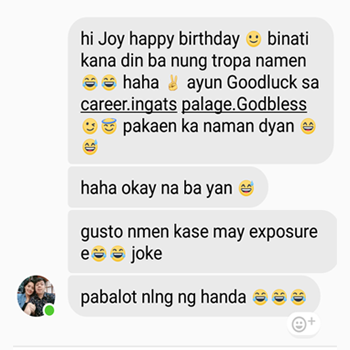 hi Joy happy birthday 🙂 binati
kana din ba nung tropa namen
😂😂 haha ✌ ayun Goodluck sa
career.ingats palage.Godbless
😉😇 pakaen ka naman dyan 😁
😅
haha okay na ba yan 😅
gusto nmen kase may exposure
e😂😂 joke
pabalot nlng ng handa 😂😂😂